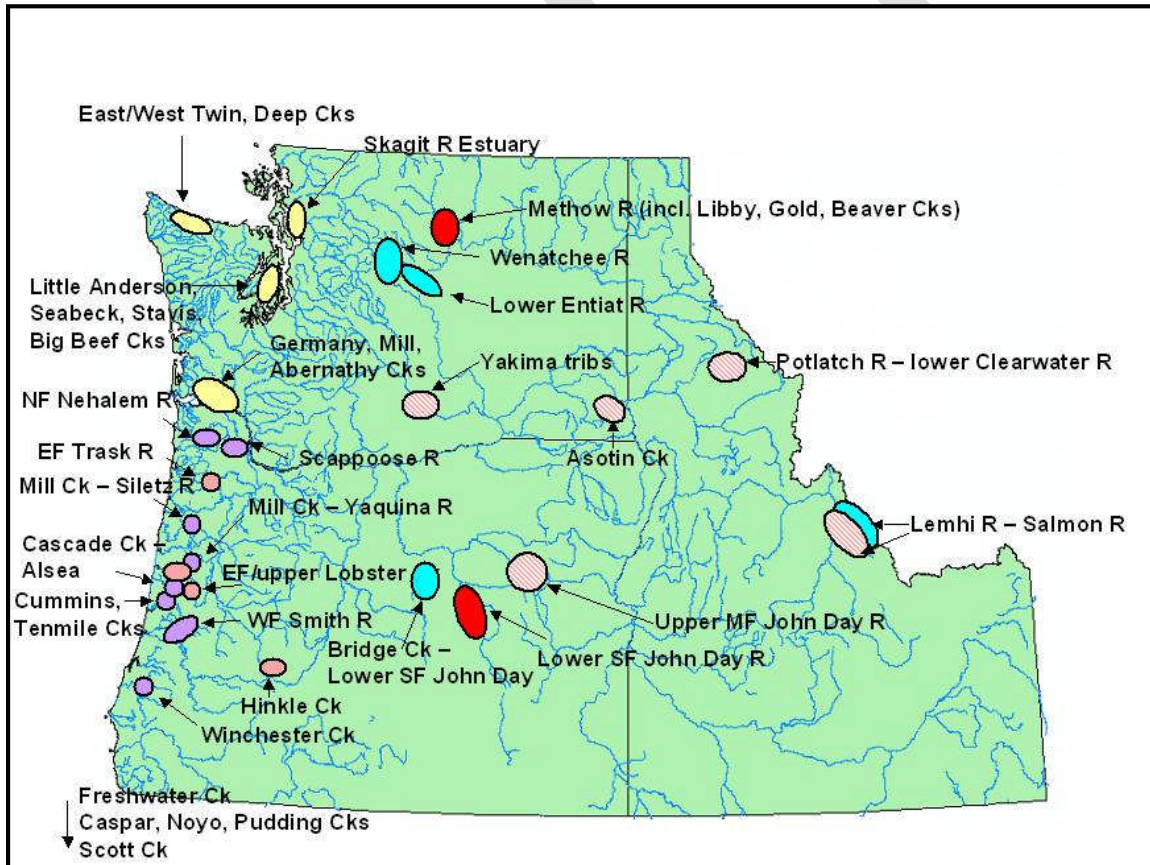 East/West Twin, Deep Cks
Skagit R Estuary
Methow R (incl. Libby, Gold, Beaver Cks)
Wenatchee R
Lower Entiat R
Little Anderson,
Seabeck, Stavis,
Big Beef Cks
Germany, Mill,
Abernathy Cks
Yakima tribs
Potlatch R – lower Clearwater R
NF Nehalem R
EF Trask R
Scappoose R
Asotin Ck
Mill Ck – Siletz R
Mill Ck – Yaquina R
Lemhi R – Salmon R
Cascade Ck –
Alsea
EF/upper Lobster
Cummins,
Tenmile Cks
WF Smith R
Upper MF John Day R
Bridge Ck –
Lower SF John Day
Lower SF John Day R
Hinkle Ck
Winchester Ck
Freshwater Ck
Caspar, Noyo, Pudding Cks
Scott Ck